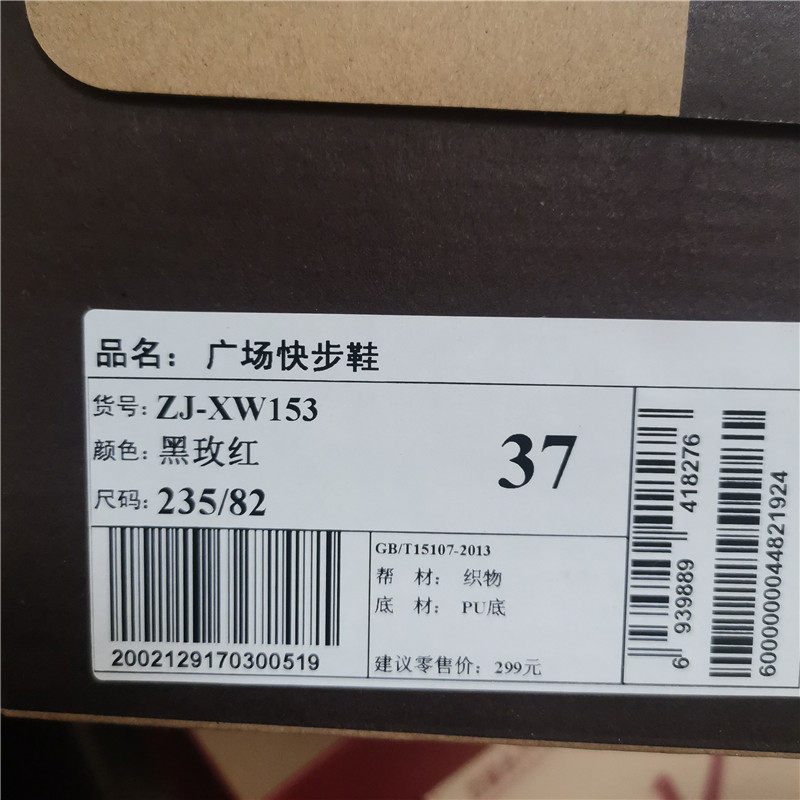 品名：广场快步鞋
货号：ZJ-XW153
颜色：黑玫红
尺码：235/82
37
2002129170300519
GB/T15107-2013
帮 材：织物
底 材：PU底
建议零售价：299元
6 939889 418276
6000000044821924